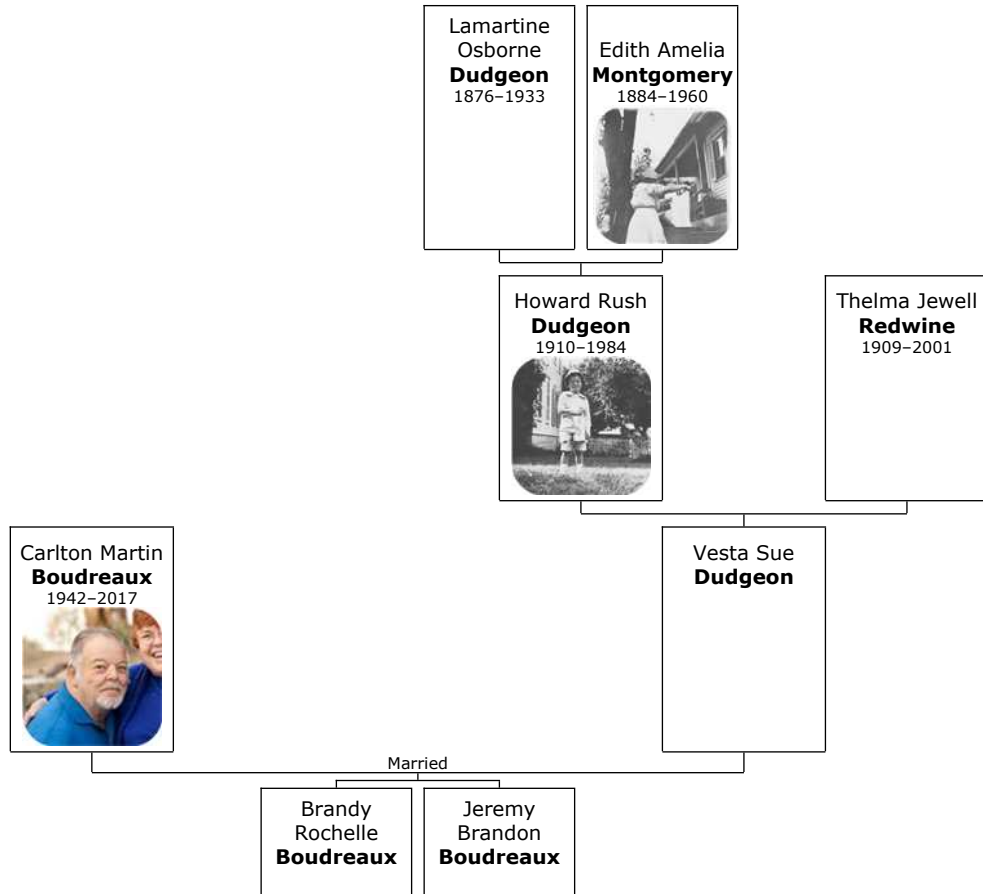 Lamartine
Osborne
Dudgeon
1876–1933
Edith Amelia
Montgomery
1884–1960
Howard Rush
Dudgeon
1910–1984
Thelma Jewell
Redwine
1909–2001
Carlton Martin
Boudreaux
1942–2017
Vesta Sue
Dudgeon
Married
Brandy
Rochelle
Boudreaux
Jeremy
Brandon
Boudreaux